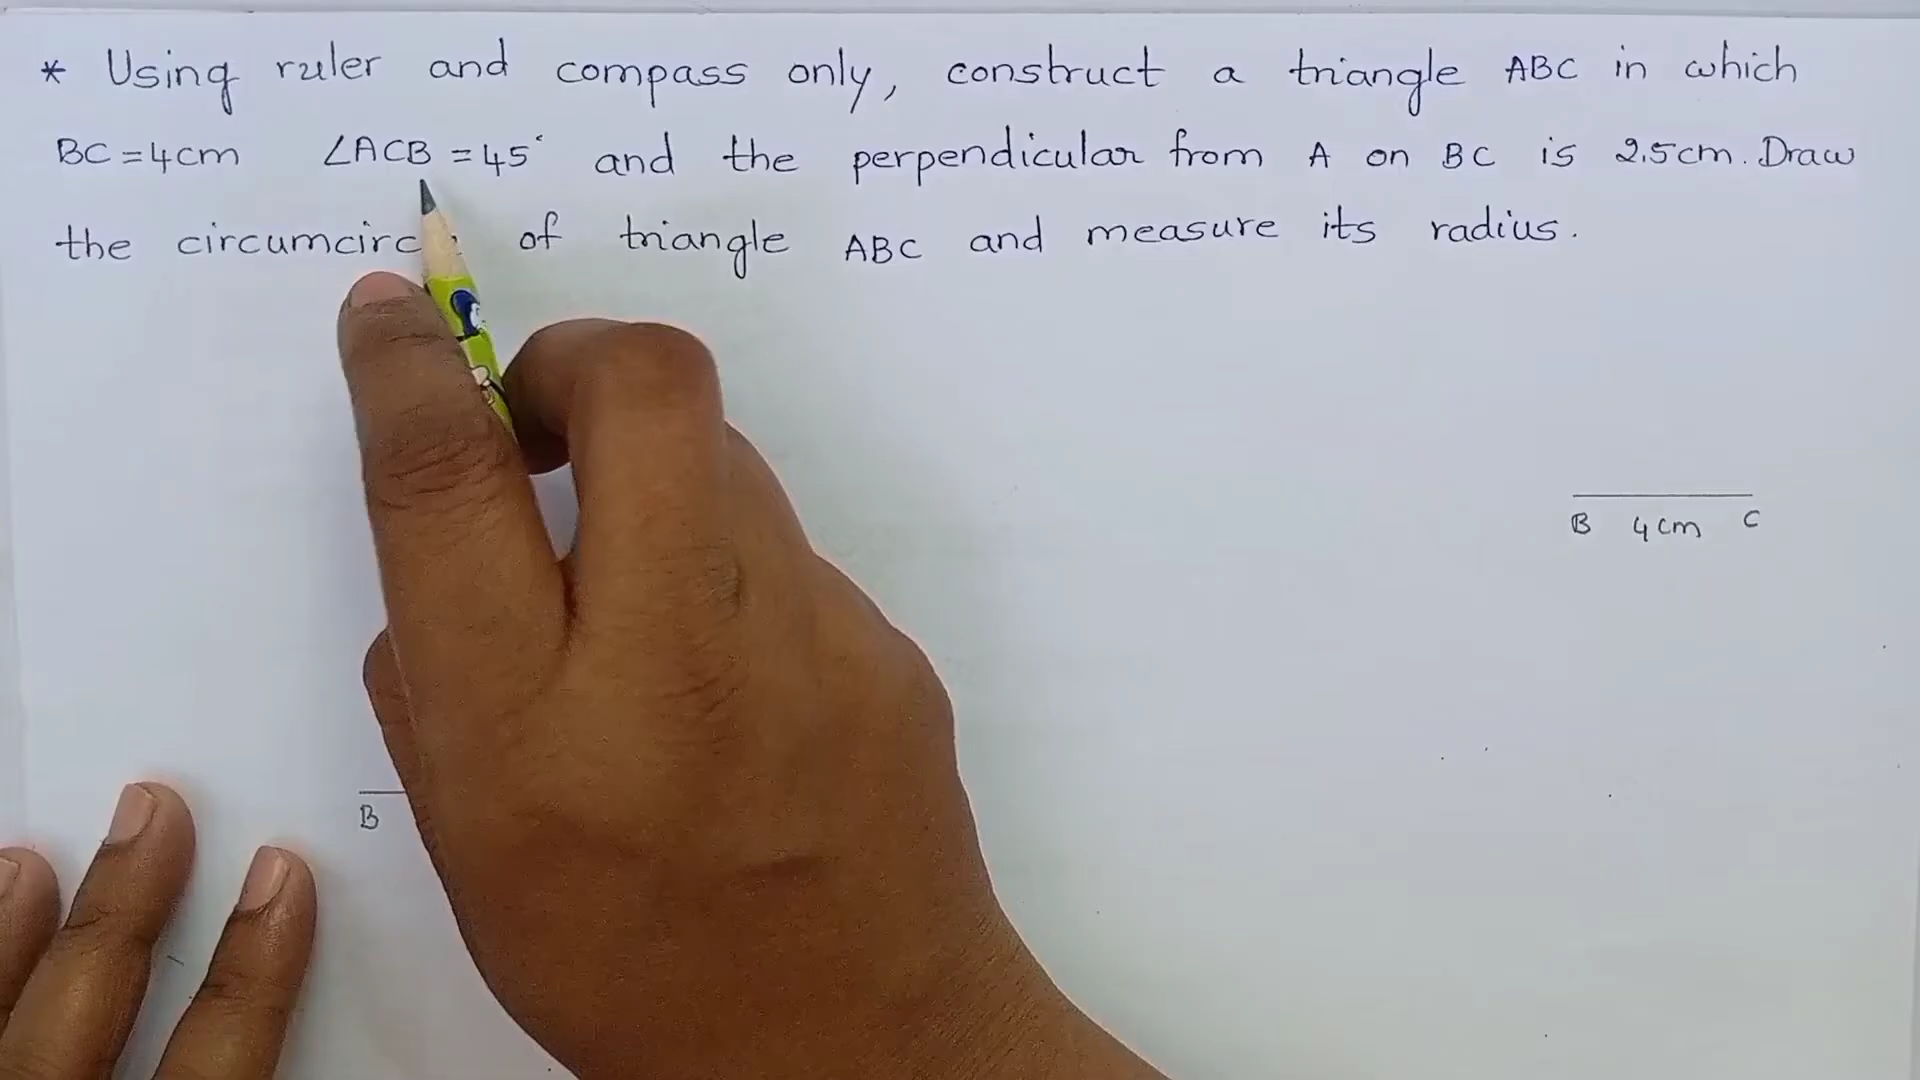 * Using ruler and compass only, construct a triangle ABC in which
BC = 4cm ∠ACB = 45° and the perpendicular from A on BC is 2.5cm. Draw
the of triangle ABC and measure its radius.
B 4cm C
B